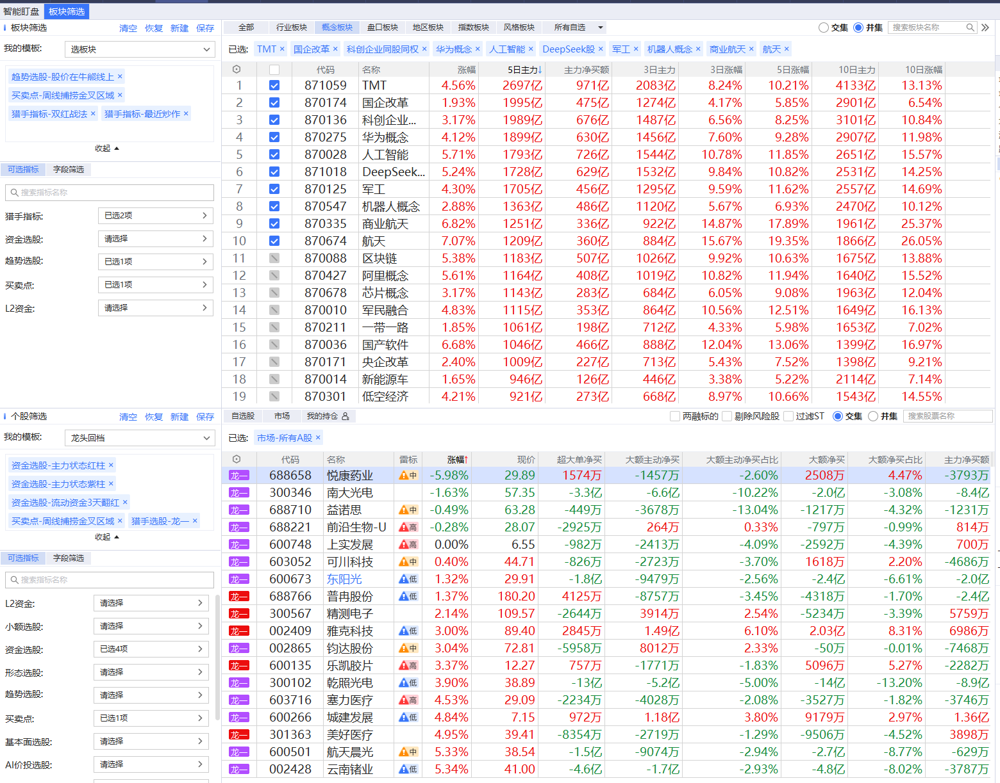 智能盯盘 板块筛选
板块筛选 清空 恢复 新建 保存
我的模板: 选板块
趋势选股-股价在牛熊线上 ×
买卖点-周线捕捞金叉区域 ×
猎手指标-双红战法 × 猎手指标-最近炒作 ×
收起
可选指标 字段筛选
搜索指标名称
猎手指标: 已选2项
资金选股: 请选择
趋势选股: 已选1项
买卖点: 已选1项
L2资金: 请选择
全部 行业板块 概念板块 盘口板块 地区板块 指数板块 风格板块 所有自选 交集 并集 搜索板块名称
已选: TMT × 国企改革 × 科创企业同股同权 × 华为概念 × 人工智能 × DeepSeek股 × 军工 × 机器人概念 × 商业航天 × 航天 ×
代码 名称 涨幅 5日主力↓ 主力净买额 3日主力 3日涨幅 5日涨幅 10日主力 10日涨幅
1 871059 TMT 4.56% 2697亿 971亿 2083亿 8.24% 10.21% 4133亿 13.13%
2 870174 国企改革 1.93% 1995亿 475亿 1274亿 4.17% 5.85% 2901亿 6.54%
3 870136 科创企业... 3.17% 1989亿 676亿 1487亿 6.56% 8.25% 3101亿 10.84%
4 870275 华为概念 4.12% 1899亿 630亿 1456亿 7.60% 9.28% 2907亿 11.98%
5 870028 人工智能 5.71% 1793亿 726亿 1544亿 10.78% 11.85% 2651亿 15.57%
6 871018 DeepSeek... 5.24% 1728亿 629亿 1532亿 9.84% 10.82% 2531亿 14.25%
7 870125 军工 4.30% 1705亿 456亿 1295亿 9.59% 11.62% 2557亿 14.69%
8 870547 机器人概念 2.88% 1363亿 486亿 1120亿 5.67% 6.93% 2470亿 10.12%
9 870335 商业航天 6.82% 1251亿 336亿 922亿 14.87% 17.89% 1961亿 25.37%
10 870674 航天 7.07% 1209亿 360亿 884亿 15.67% 19.35% 1866亿 26.05%
11 870088 区块链 5.38% 1183亿 507亿 1026亿 9.92% 10.63% 1675亿 13.88%
12 870427 阿里概念 5.61% 1164亿 408亿 1019亿 10.82% 11.94% 1640亿 15.52%
13 870678 芯片概念 3.17% 1143亿 283亿 684亿 6.05% 9.08% 1963亿 12.04%
14 870010 军民融合 4.83% 1115亿 353亿 864亿 10.56% 12.51% 1649亿 16.13%
15 870211 一带一路 1.85% 1061亿 198亿 712亿 4.33% 5.98% 1653亿 7.02%
16 870036 国产软件 6.68% 1046亿 466亿 888亿 12.04% 13.06% 1399亿 16.97%
17 870171 央企改革 2.40% 1009亿 227亿 713亿 5.43% 7.52% 1398亿 9.21%
18 870014 新能源车 1.65% 946亿 126亿 446亿 3.38% 5.22% 2114亿 7.14%
19 870301 低空经济 4.21% 921亿 273亿 668亿 8.97% 10.66% 1543亿 14.55%
个股筛选 清空 恢复 新建 保存
我的模板: 龙头回档
资金选股-主力状态红柱 ×
资金选股-主力状态紫柱 ×
资金选股-流动资金3天翻红 ×
买卖点-周线捕捞金叉区域 × 猎手选股-龙一 ×
收起
可选指标 字段筛选
搜索指标名称
L2资金: 请选择
小额选股: 请选择
资金选股: 已选4项
形态选股: 请选择
趋势选股: 请选择
买卖点: 已选1项
基本面选股: 请选择
AI价投选股: 请选择
自选股 市场 我的持仓 两融标的 剔除风险股 过滤ST 交集 并集 搜索股票名称
已选: 市场-所有A股 ×
代码 名称 雷标 涨幅↑ 现价 超大单净买 大额主动净买 大额主动净买占比 大额净买 大额净买占比 主力净买额
龙一 688658 悦康药业 中 -5.98% 29.89 1574万 -1457万 -2.60% 2508万 4.47% -3793万
龙一 300346 南大光电 -1.63% 57.35 -3.3亿 -6.6亿 -10.22% -2.0亿 -3.08% -8.4亿
龙一 688710 益诺思 中 -0.49% 63.28 -449万 -3678万 -13.04% -1217万 -4.32% -1231万
龙一 688221 前沿生物-U 高 -0.28% 28.07 -2925万 264万 0.33% -797万 -0.99% 814万
龙一 600748 上实发展 高 0.00% 6.55 -982万 -2413万 -4.09% -2592万 -4.39% 700万
龙一 603052 可川科技 中 0.40% 44.71 -826万 -2723万 -3.70% 1618万 2.20% -4686万
龙一 600673 东阳光 低 1.32% 29.91 -1.8亿 -9479万 -2.56% -2.4亿 -6.61% -2.0亿
龙一 688766 普冉股份 低 1.37% 180.20 4125万 -8757万 -3.45% -4318万 -1.70% -2.4亿
龙一 300567 精测电子 2.14% 109.57 -2644万 3914万 2.54% -5234万 -3.39% 5759万
龙一 002409 雅克科技 低 3.00% 89.40 2845万 1.49亿 6.10% 2.03亿 8.31% 6986万
龙一 002865 钧达股份 中 3.04% 72.81 -5958万 8012万 2.33% -50万 -0.01% -7468万
龙一 600135 乐凯胶片 高 3.37% 12.27 757万 -1771万 -1.83% 5096万 5.27% -2282万
龙一 300102 乾照光电 低 3.90% 38.89 -13亿 -5.2亿 -5.00% -14亿 -13.20% -8.9亿
龙一 603716 塞力医疗 高 4.53% 29.09 -2234万 -4028万 -2.08% -3527万 -1.82% -3746万
龙一 600266 城建发展 低 4.84% 7.15 972万 1.18亿 3.80% 9179万 2.97% 1.36亿
龙一 301363 美好医疗 4.95% 39.41 -8354万 -2719万 -1.29% -9506万 -4.52% 3898万
龙一 600501 航天晨光 中 5.33% 38.54 -1.5亿 -9074万 -2.94% -2.7亿 -8.77% -629万
龙一 002428 云南锗业 低 5.34% 41.00 -4.6亿 -1.7亿 -2.93% -4.8亿 -8.02% -3787万